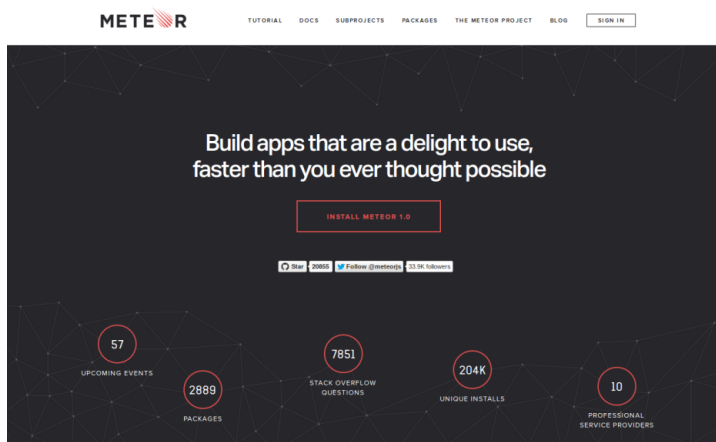 METEOR
TUTORIAL DOCS SUBPROJECTS PACKAGES THE METEOR PROJECT BLOG SIGN IN
Build apps that are a delight to use,
faster than you ever thought possible
INSTALL METEOR 1.0
Star 20855 Follow @meteorjs 33.9K followers
57
UPCOMING EVENTS
2889
PACKAGES
7851
STACK OVERFLOW
QUESTIONS
204K
UNIQUE INSTALLS
10
PROFESSIONAL
SERVICE PROVIDERS